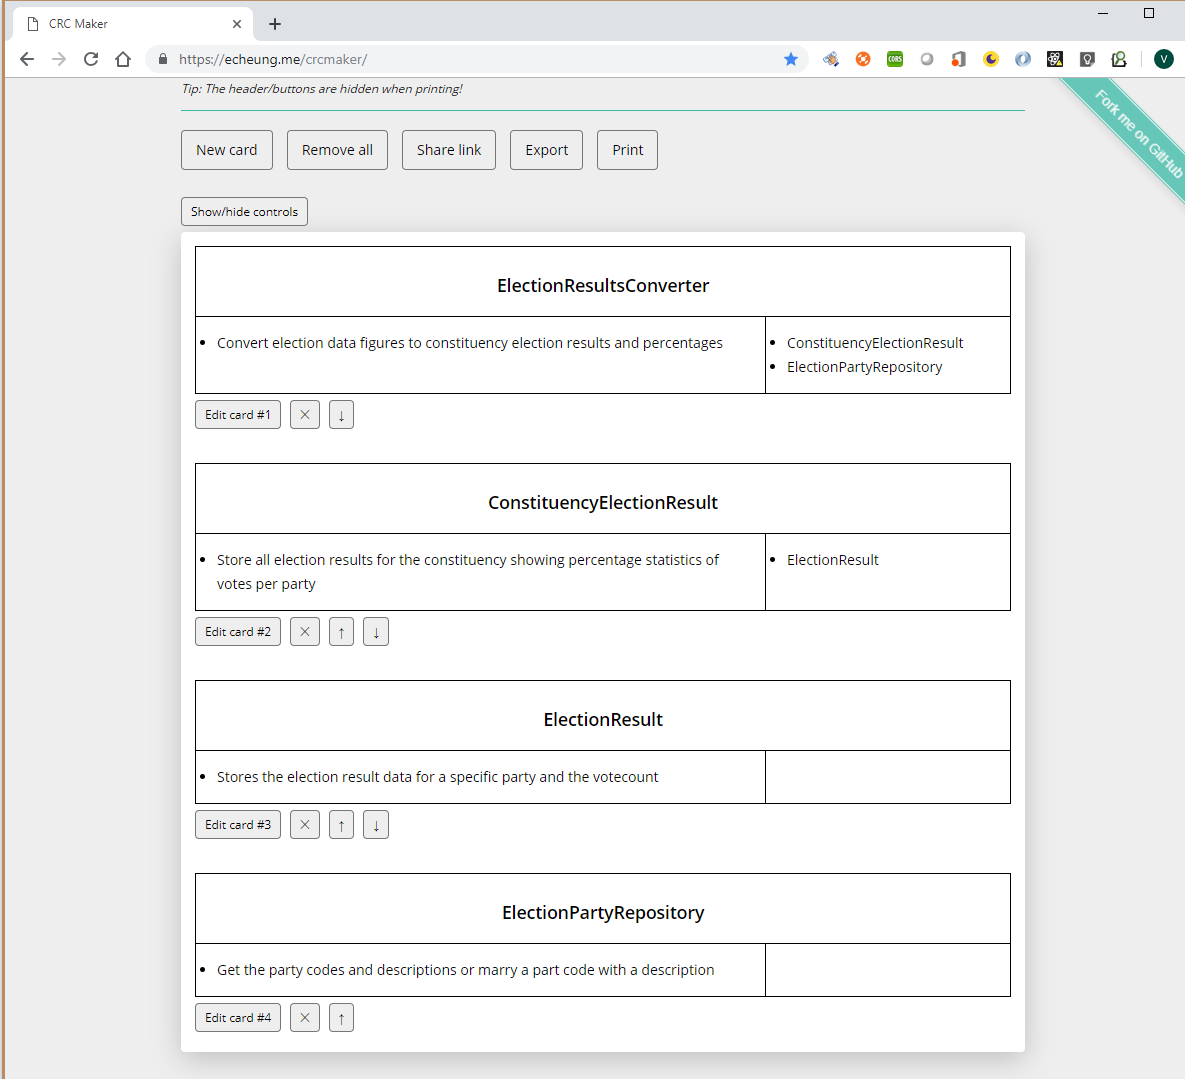 CRC Maker
https://echeung.me/crcmaker/
CORS
V
Tip: The header/buttons are hidden when printing!
Fork me on GitHub
New card Remove all Share link Export Print
Show/hide controls
ElectionResultsConverter
Convert election data figures to constituency election results and percentages
ConstituencyElectionResult
ElectionPartyRepository
Edit card #1 × ↓
ConstituencyElectionResult
Store all election results for the constituency showing percentage statistics of
votes per party
ElectionResult
Edit card #2 × ↑ ↓
ElectionResult
Stores the election result data for a specific party and the votecount
Edit card #3 × ↑ ↓
ElectionPartyRepository
Get the party codes and descriptions or marry a part code with a description
Edit card #4 × ↑